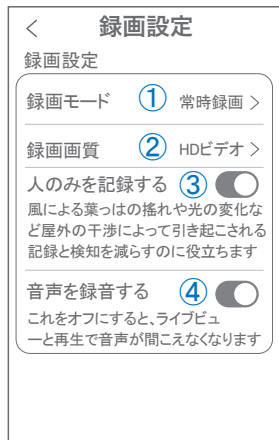 < 録画設定
録画設定
録画モード ① 常時録画 >
録画画質 ② HDビデオ >
人のみを記録する ③
風による葉っはの搖れや光の変化な
ど屋外の干渉によって引き起こされる
記録と検知を減らすのに役立ちます
音声を録音する ④
これをオフにすると、ライブビュ
ーと再生で音声が間こえなくなります